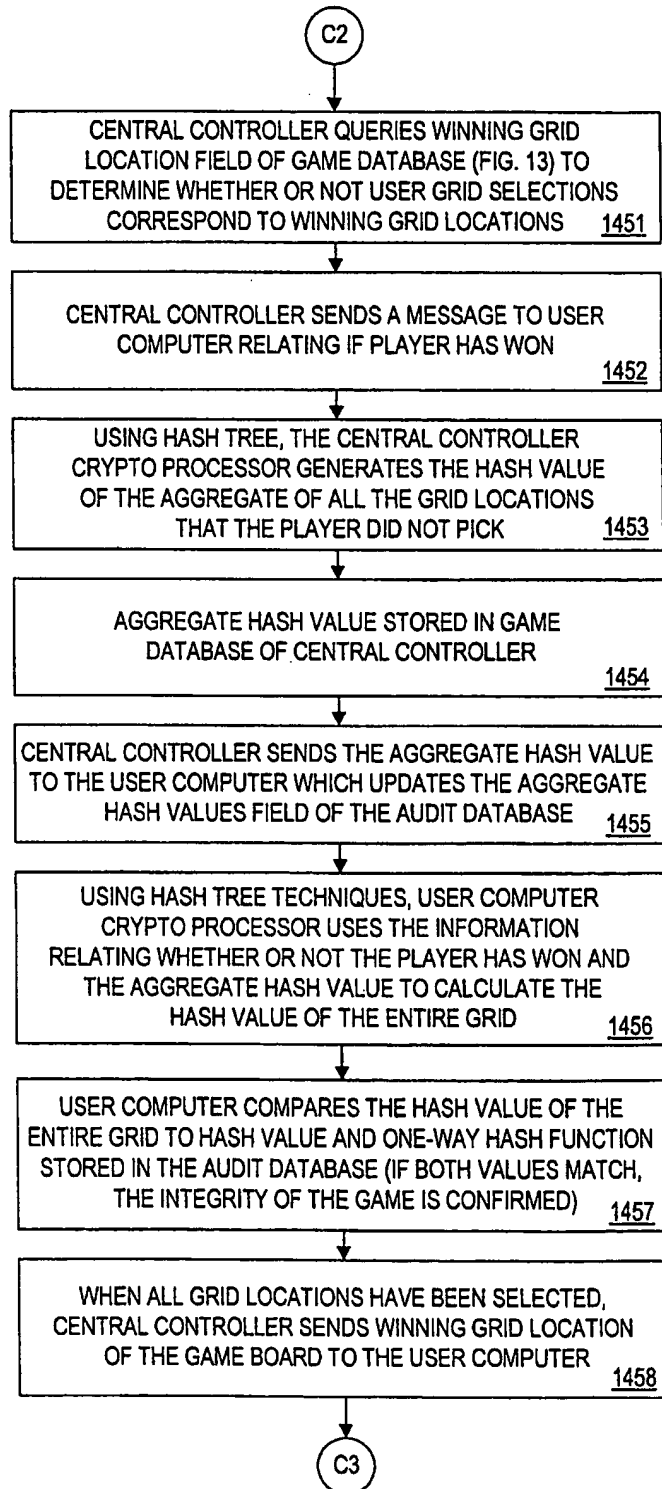 C2
CENTRAL CONTROLLER QUERIES WINNING GRID
LOCATION FIELD OF GAME DATABASE (FIG. 13) TO
DETERMINE WHETHER OR NOT USER GRID SELECTIONS
CORRESPOND TO WINNING GRID LOCATIONS 1451
CENTRAL CONTROLLER SENDS A MESSAGE TO USER
COMPUTER RELATING IF PLAYER HAS WON
1452
USING HASH TREE, THE CENTRAL CONTROLLER
CRYPTO PROCESSOR GENERATES THE HASH VALUE
OF THE AGGREGATE OF ALL THE GRID LOCATIONS
THAT THE PLAYER DID NOT PICK 1453
AGGREGATE HASH VALUE STORED IN GAME
DATABASE OF CENTRAL CONTROLLER
1454
CENTRAL CONTROLLER SENDS THE AGGREGATE HASH VALUE
TO THE USER COMPUTER WHICH UPDATES THE AGGREGATE
HASH VALUES FIELD OF THE AUDIT DATABASE 1455
USING HASH TREE TECHNIQUES, USER COMPUTER
CRYPTO PROCESSOR USES THE INFORMATION
RELATING WHETHER OR NOT THE PLAYER HAS WON AND
THE AGGREGATE HASH VALUE TO CALCULATE THE
HASH VALUE OF THE ENTIRE GRID 1456
USER COMPUTER COMPARES THE HASH VALUE OF THE
ENTIRE GRID TO HASH VALUE AND ONE-WAY HASH FUNCTION
STORED IN THE AUDIT DATABASE (IF BOTH VALUES MATCH,
THE INTEGRITY OF THE GAME IS CONFIRMED) 1457
WHEN ALL GRID LOCATIONS HAVE BEEN SELECTED,
CENTRAL CONTROLLER SENDS WINNING GRID LOCATION
OF THE GAME BOARD TO THE USER COMPUTER
1458
C3